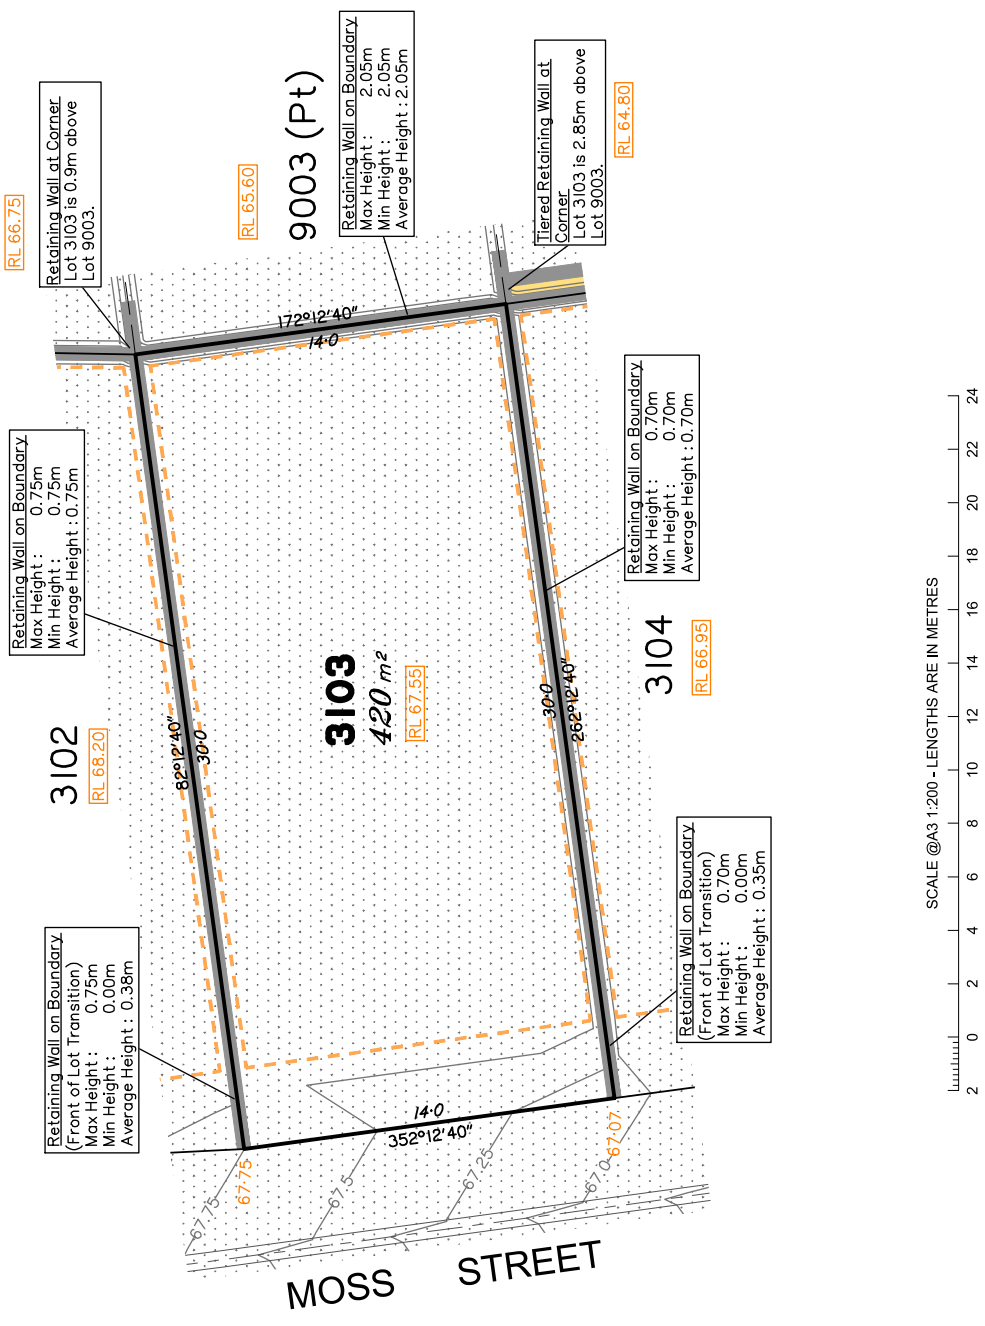 RL 66.75
Retaining Wall at Corner
Lot 3103 is 0.9m above
Lot 9003.
RL 65.60
9003 (Pt)
Retaining Wall on Boundary
Max Height : 2.05m
Min Height : 2.05m
Average Height : 2.05m
Tiered Retaining Wall at
Corner
Lot 3103 is 2.85m above
Lot 9003.
RL 64.80
172°12'40"
14·0
Retaining Wall on Boundary
Max Height : 0.75m
Min Height : 0.75m
Average Height : 0.75m
Retaining Wall on Boundary
Max Height : 0.70m
Min Height : 0.70m
Average Height : 0.70m
3102
RL 68.20
82°12'40"
30·0
3103
420 m²
RL 67.55
30·0
262°12'40"
3104
RL 66.95
Retaining Wall on Boundary
(Front of Lot Transition)
Max Height : 0.75m
Min Height : 0.00m
Average Height : 0.38m
Retaining Wall on Boundary
(Front of Lot Transition)
Max Height : 0.70m
Min Height : 0.00m
Average Height : 0.35m
14·0
352°12'40"
67.75
67.75
67.5
67.25
67.0
67.07
MOSS STREET
SCALE @A3 1:200 - LENGTHS ARE IN METRES
2 0 2 4 6 8 10 12 14 16 18 20 22 24